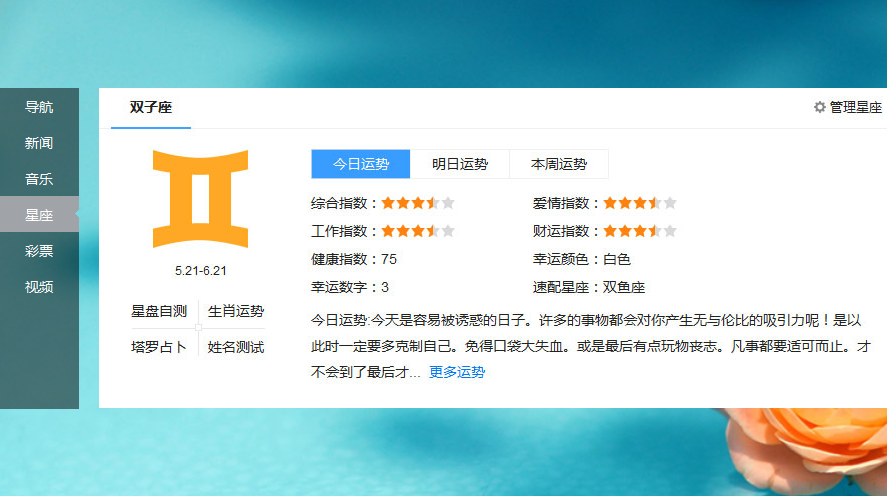 双子座
管理星座
导航
新闻
音乐
星座
彩票
视频
5.21-6.21
星盘自测 生肖运势
塔罗占卜 姓名测试
今日运势 明日运势 本周运势
综合指数： 爱情指数：
工作指数： 财运指数：
健康指数：75 幸运颜色：白色
幸运数字：3 速配星座：双鱼座
今日运势:今天是容易被诱惑的日子。许多的事物都会对你产生无与伦比的吸引力呢！是以
此时一定要多克制自己。免得口袋大失血。或是最后有点玩物丧志。凡事都要适可而止。才
不会到了最后才... 更多运势